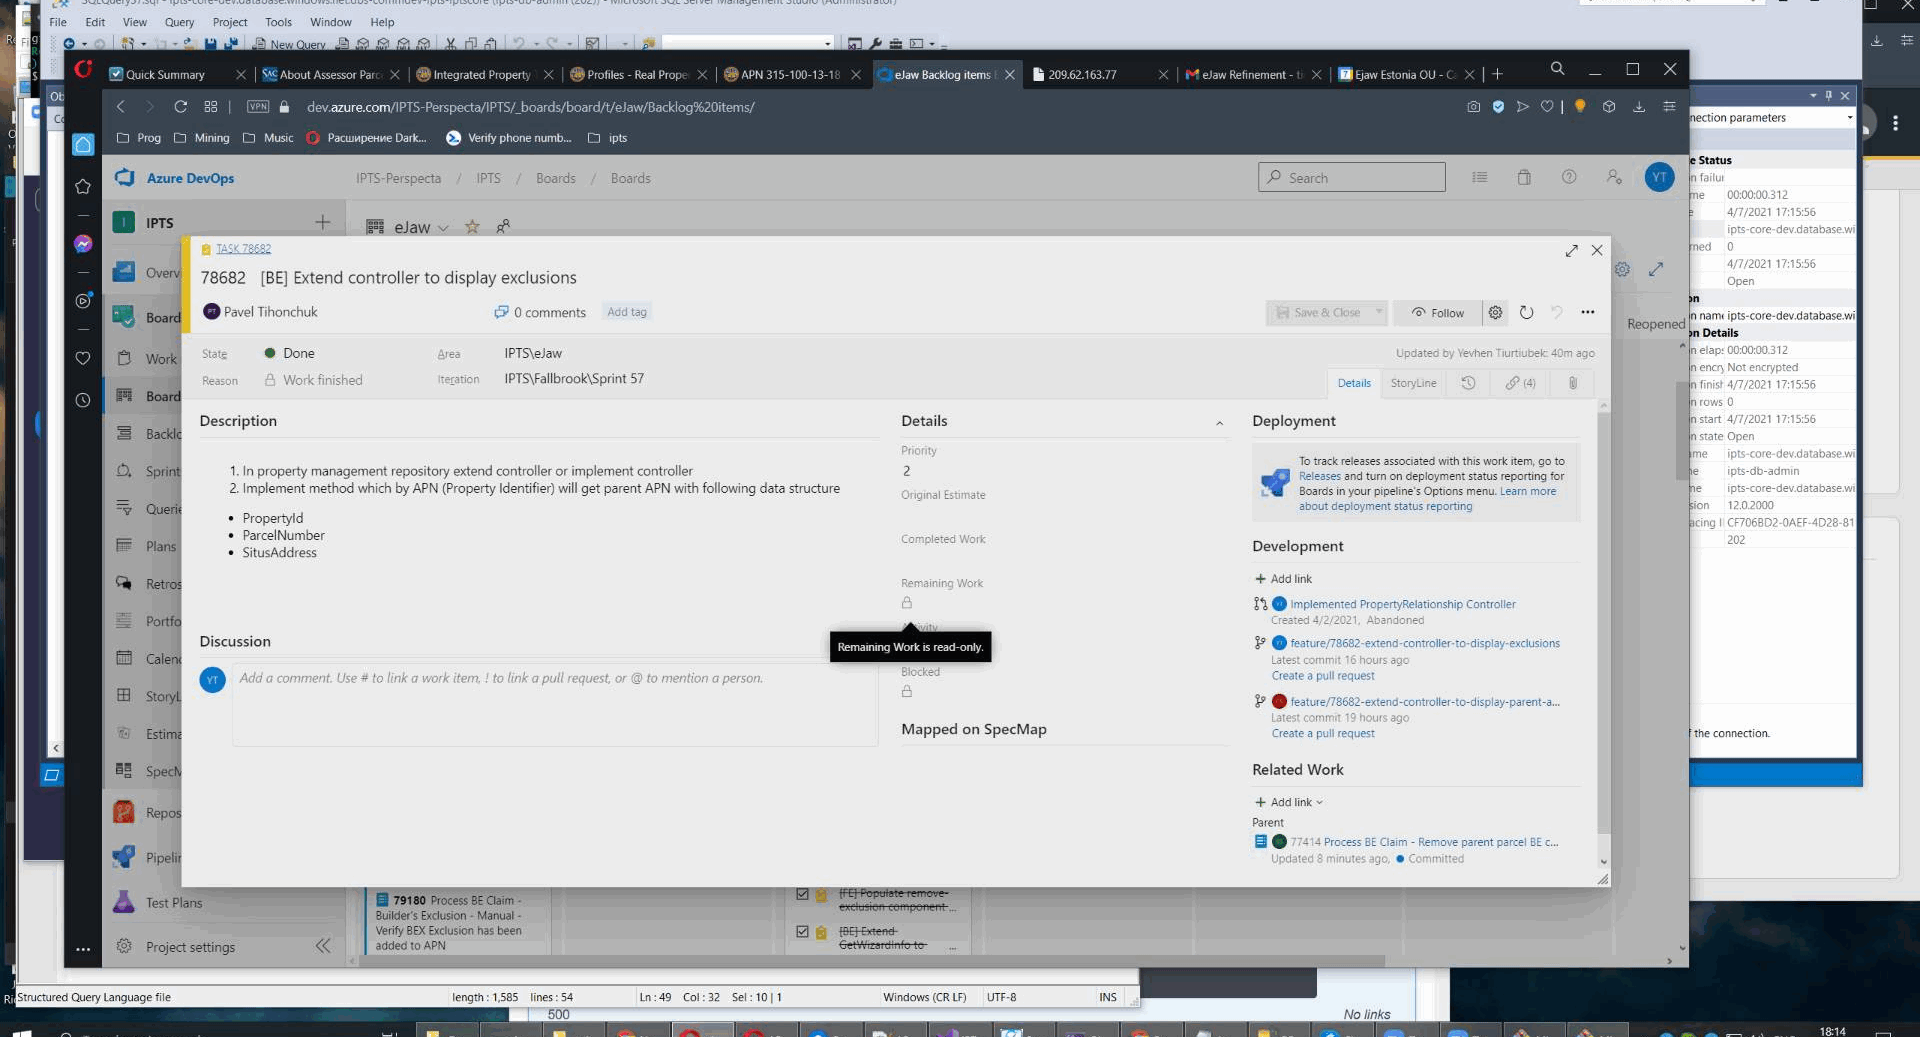 File Edit View Query Project Tools Window Help
New Query
Quick Summary
About Assessor Parc
Integrated Property
Profiles - Real Prope
APN 315-100-13-18
eJaw Backlog items
209.62.163.77
eJaw Refinement - ti
Ejaw Estonia OU - Ca
VPN
dev.azure.com/IPTS-Perspecta/IPTS/_boards/board/t/eJaw/Backlog%20items/
Prog Mining Music Расширение Dark... Verify phone numb... ipts
Azure DevOps
IPTS-Perspecta / IPTS / Boards / Boards
Search
YT
IPTS
eJaw
Overv
Board
Work
Board
Backlo
Sprint
Querie
Plans
Retros
Portfo
Calenc
StoryL
Estima
SpecM
Repos
Pipelin
Test Plans
Project settings
TASK 78682
78682 [BE] Extend controller to display exclusions
Pavel Tihonchuk
0 comments
Add tag
Save & Close
Follow
State Done
Area IPTS\eJaw
Reason Work finished
Iteration IPTS\Fallbrook\Sprint 57
Updated by Yevhen Tiurtiubek: 40m ago
Details StoryLine (4)
Reopened
Description
1. In property management repository extend controller or implement controller
2. Implement method which by APN (Property Identifier) will get parent APN with following data structure
• PropertyId
• ParcelNumber
• SitusAddress
Discussion
YT
Add a comment. Use # to link a work item, ! to link a pull request, or @ to mention a person.
Details
Priority
2
Original Estimate
Completed Work
Remaining Work
Remaining Work is read-only.
Blocked
Mapped on SpecMap
Deployment
To track releases associated with this work item, go to
Releases and turn on deployment status reporting for
Boards in your pipeline's Options menu. Learn more
about deployment status reporting
Development
Add link
Implemented PropertyRelationship Controller
Created 4/2/2021, Abandoned
feature/78682-extend-controller-to-display-exclusions
Latest commit 16 hours ago
Create a pull request
feature/78682-extend-controller-to-display-parent-a...
Latest commit 19 hours ago
Create a pull request
Related Work
Add link
Parent
77414 Process BE Claim - Remove parent parcel BE c...
Updated 8 minutes ago, Committed
79180 Process BE Claim -
Builder's Exclusion - Manual -
Verify BEX Exclusion has been
added to APN
[FE] Populate remove-
exclusion component ...
[BE] Extend
GetWizardInfo to ...
nection parameters
e Status
n failur
me 00:00:00.312
e 4/7/2021 17:15:56
ipts-core-dev.database.wi
rned 0
4/7/2021 17:15:56
Open
on
n name ipts-core-dev.database.wi
on Details
n elap: 00:00:00.312
n encry Not encrypted
n finish 4/7/2021 17:15:56
n rows 0
n start 4/7/2021 17:15:56
n state Open
ame ipts-core-dev.database.wi
ne ipts-db-admin
ne ipts-core-dev.database.wi
sion 12.0.2000
acing I CF706BD2-0AEF-4D28-81
202
f the connection.
Structured Query Language file
length : 1,585 lines : 54
Ln : 49 Col : 32 Sel : 10 | 1
Windows (CR LF)
UTF-8
INS
500
No links
18:14